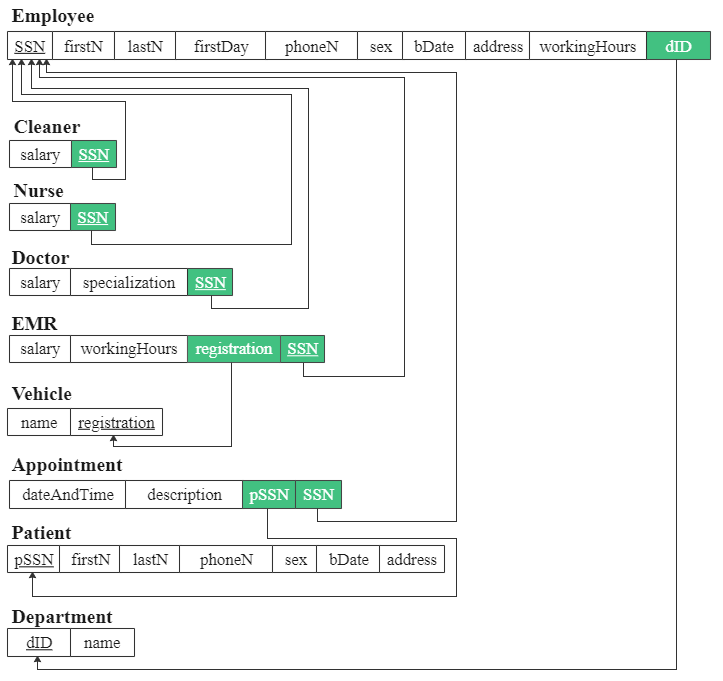 Employee
SSN firstN lastN firstDay phoneN sex bDate address workingHours dID
Cleaner
salary SSN
Nurse
salary SSN
Doctor
salary specialization SSN
EMR
salary workingHours registration SSN
Vehicle
name registration
Appointment
dateAndTime description pSSN SSN
Patient
pSSN firstN lastN phoneN sex bDate address
Department
dID name